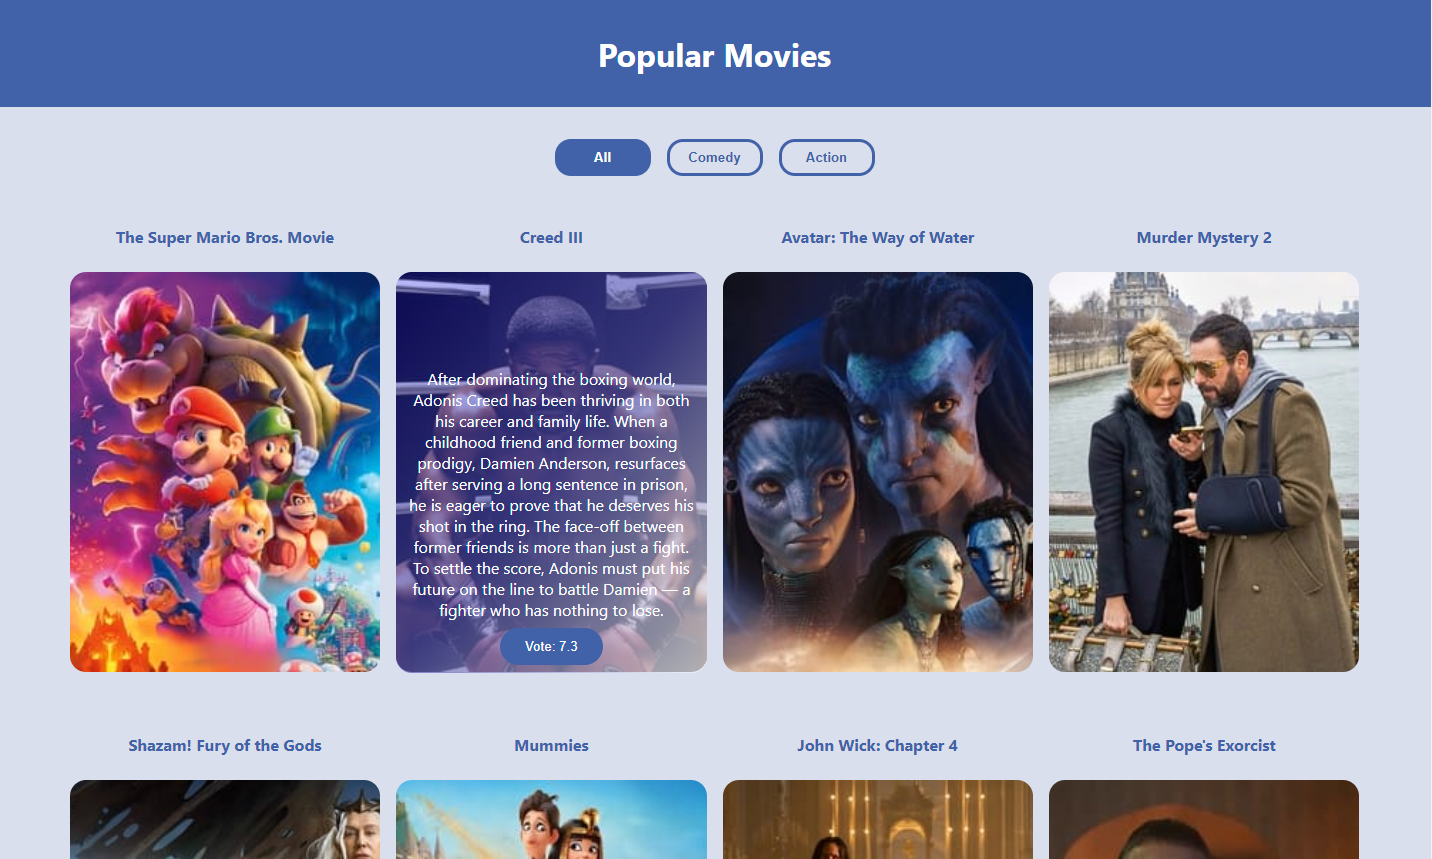 Popular Movies
All
Comedy
Action
The Super Mario Bros. Movie
Creed III
Avatar: The Way of Water
Murder Mystery 2
After dominating the boxing world,
Adonis Creed has been thriving in both
his career and family life. When a
childhood friend and former boxing
prodigy, Damien Anderson, resurfaces
after serving a long sentence in prison,
he is eager to prove that he deserves his
shot in the ring. The face-off between
former friends is more than just a fight.
To settle the score, Adonis must put his
future on the line to battle Damien — a
fighter who has nothing to lose.
Vote: 7.3
Shazam! Fury of the Gods
Mummies
John Wick: Chapter 4
The Pope's Exorcist